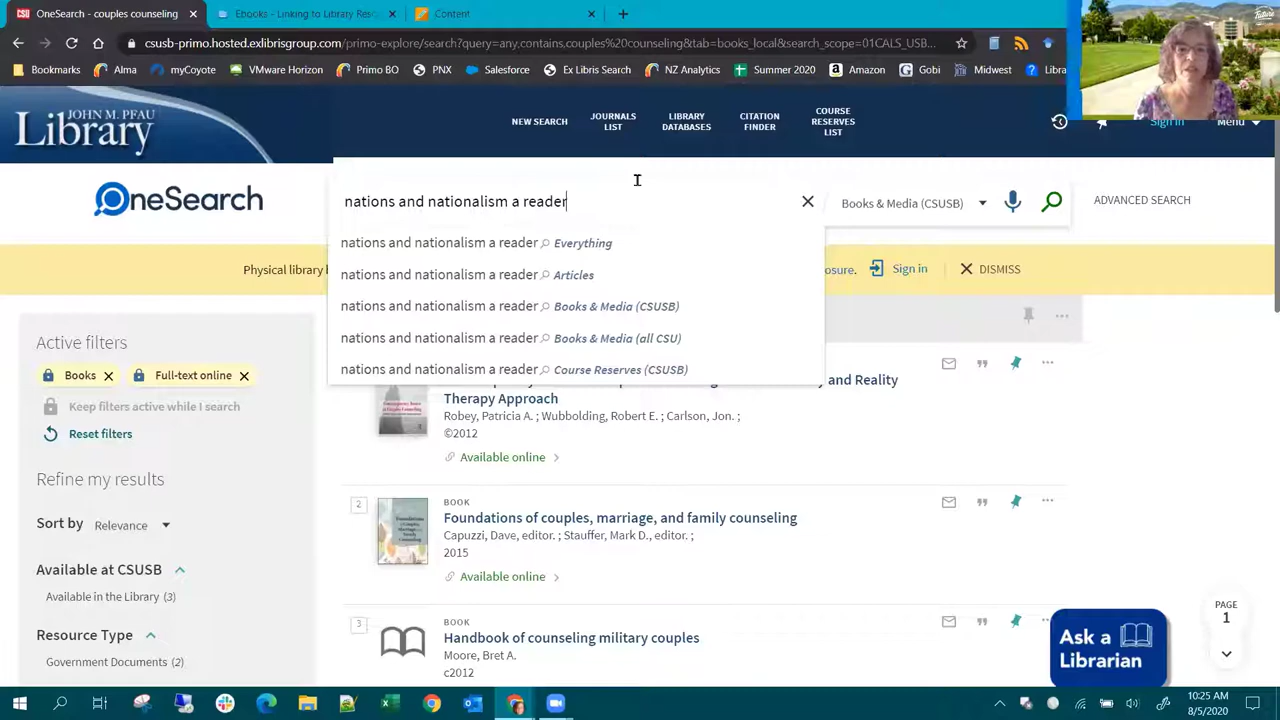 OneSearch - couples counseling
Ebooks - Linking to Library Resou
Content
csusb-primo.hosted.exlibrisgroup.com/primo-explore/search?query=any,contains,couples%20counseling&tab=books_local&search_scope=01CALS_USB...
Bookmarks
Alma
myCoyote
VMware Horizon
Primo BO
PNX
Salesforce
Ex Libris Search
NZ Analytics
Summer 2020
Amazon
Gobi
Midwest
Libra
JOHN M. PFAU
Library
NEW SEARCH
JOURNALS
LIST
LIBRARY
DATABASES
CITATION
FINDER
COURSE
RESERVES
LIST
Sign in
Menu
OneSearch
nations and nationalism a reader
Books & Media (CSUSB)
ADVANCED SEARCH
nations and nationalism a reader Everything
nations and nationalism a reader Articles
nations and nationalism a reader Books & Media (CSUSB)
nations and nationalism a reader Books & Media (all CSU)
nations and nationalism a reader Course Reserves (CSUSB)
Physical library
osure.
Sign in
DISMISS
Active filters
Books
Full-text online
Keep filters active while I search
Reset filters
Refine my results
Sort by Relevance
Available at CSUSB
Available in the Library (3)
Resource Type
Government Documents (2)
and Reality
Therapy Approach
Robey, Patricia A. ; Wubbolding, Robert E. ; Carlson, Jon. ;
©2012
Available online
2
BOOK
Foundations of couples, marriage, and family counseling
Capuzzi, Dave, editor. ; Stauffer, Mark D., editor. ;
2015
Available online
3
BOOK
Handbook of counseling military couples
Moore, Bret A.
c2012
PAGE
1
Ask a
Librarian
10:25 AM
8/5/2020